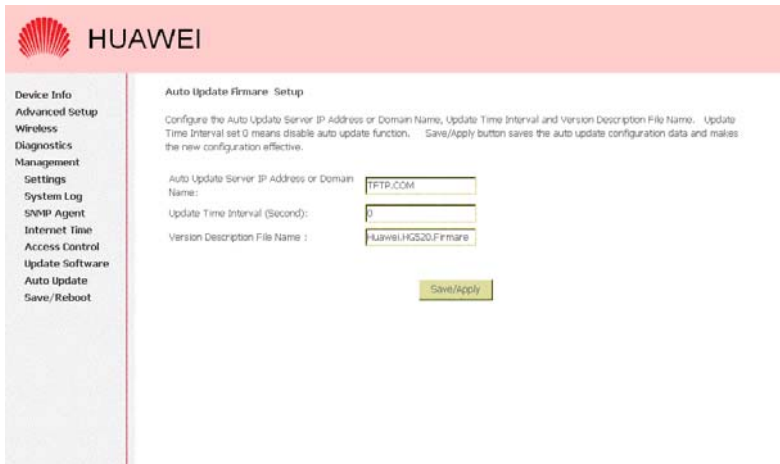 HUAWEI
Device Info
Advanced Setup
Wireless
Diagnostics
Management
Settings
System Log
SNMP Agent
Internet Time
Access Control
Update Software
Auto Update
Save/Reboot
Auto Update Firmare Setup
Configure the Auto Update Server IP Address or Domain Name, Update Time Interval and Version Description File Name. Update
Time Interval set 0 means disable auto update function. Save/Apply button saves the auto update configuration data and makes
the new configuration effective.
Auto Update Server IP Address or Domain
Name:
TFTP.COM
Update Time Interval (Second):
0
Version Description File Name :
Huawei.HG520.Firmare
Save/Apply